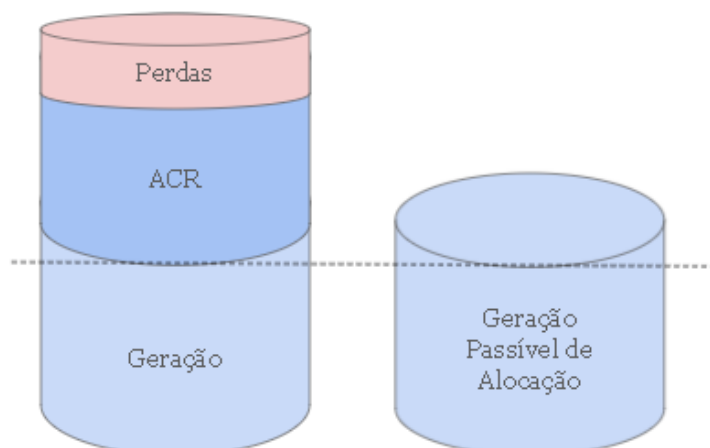 Perdas
ACR
Geração
Geração
Passível de
Alocação